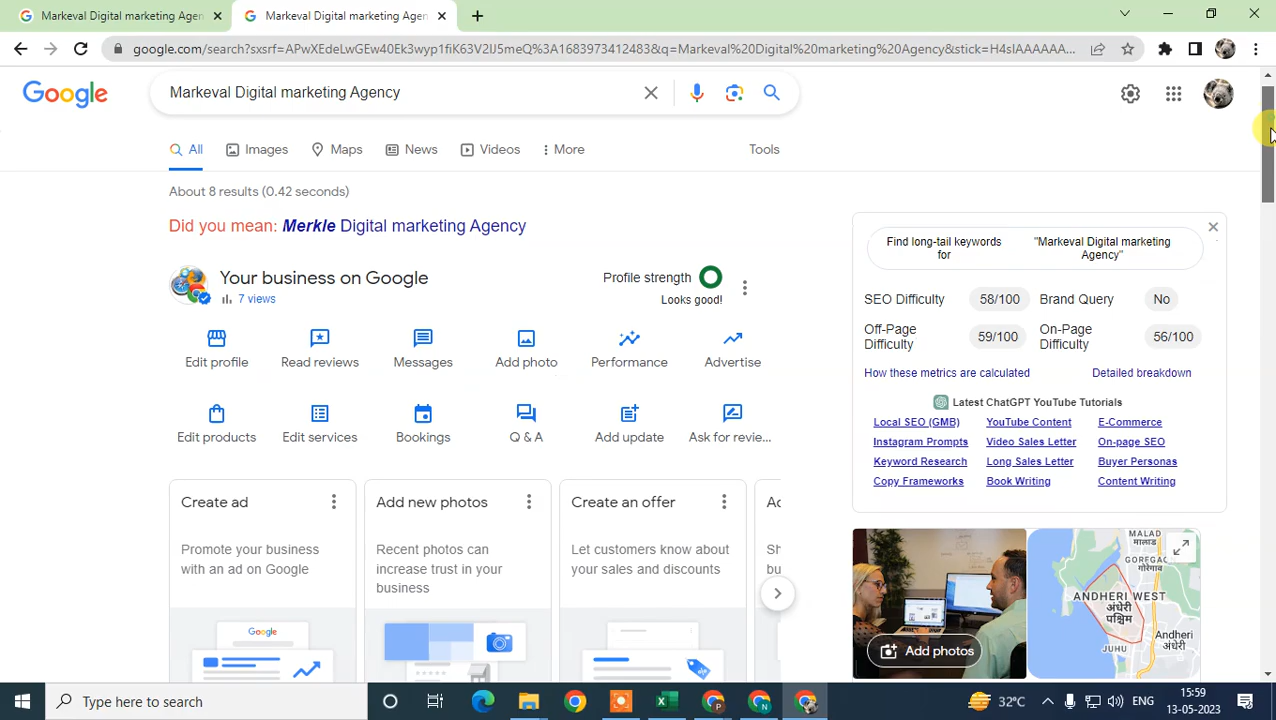 Markeval Digital marketing Agen
Markeval Digital marketing Agen
google.com/search?sxsrf=APwXEdeLwGEw40Ek3wyp1fiK63V2IJ5meQ%3A1683973412483&q=Markeval%20Digital%20marketing%20Agency&stick=H4sIAAAAAA...
Google
Markeval Digital marketing Agency
All
Images
Maps
News
Videos
More
Tools
About 8 results (0.42 seconds)
Did you mean: Merkle Digital marketing Agency
Your business on Google
7 views
Profile strength
Looks good!
Edit profile
Read reviews
Messages
Add photo
Performance
Advertise
Edit products
Edit services
Bookings
Q & A
Add update
Ask for revie...
Create ad
Promote your business
with an ad on Google
Google
Add new photos
Recent photos can
increase trust in your
business
Create an offer
Let customers know about
your sales and discounts
Ac
Sh
bu
Find long-tail keywords
for
"Markeval Digital marketing
Agency"
SEO Difficulty
58/100
Brand Query
No
Off-Page
Difficulty
59/100
On-Page
Difficulty
56/100
How these metrics are calculated
Detailed breakdown
Latest ChatGPT YouTube Tutorials
Local SEO (GMB)
YouTube Content
E-Commerce
Instagram Prompts
Video Sales Letter
On-page SEO
Keyword Research
Long Sales Letter
Buyer Personas
Copy Frameworks
Book Writing
Content Writing
Add photos
MALAD
मालाड
GOREGA
गोरेगा
ANDHERI WEST
अंधेरी
पश्चिम
Andheri
अंधेरी
JUHU
Type here to search
32°C
ENG
15:59
13-05-2023